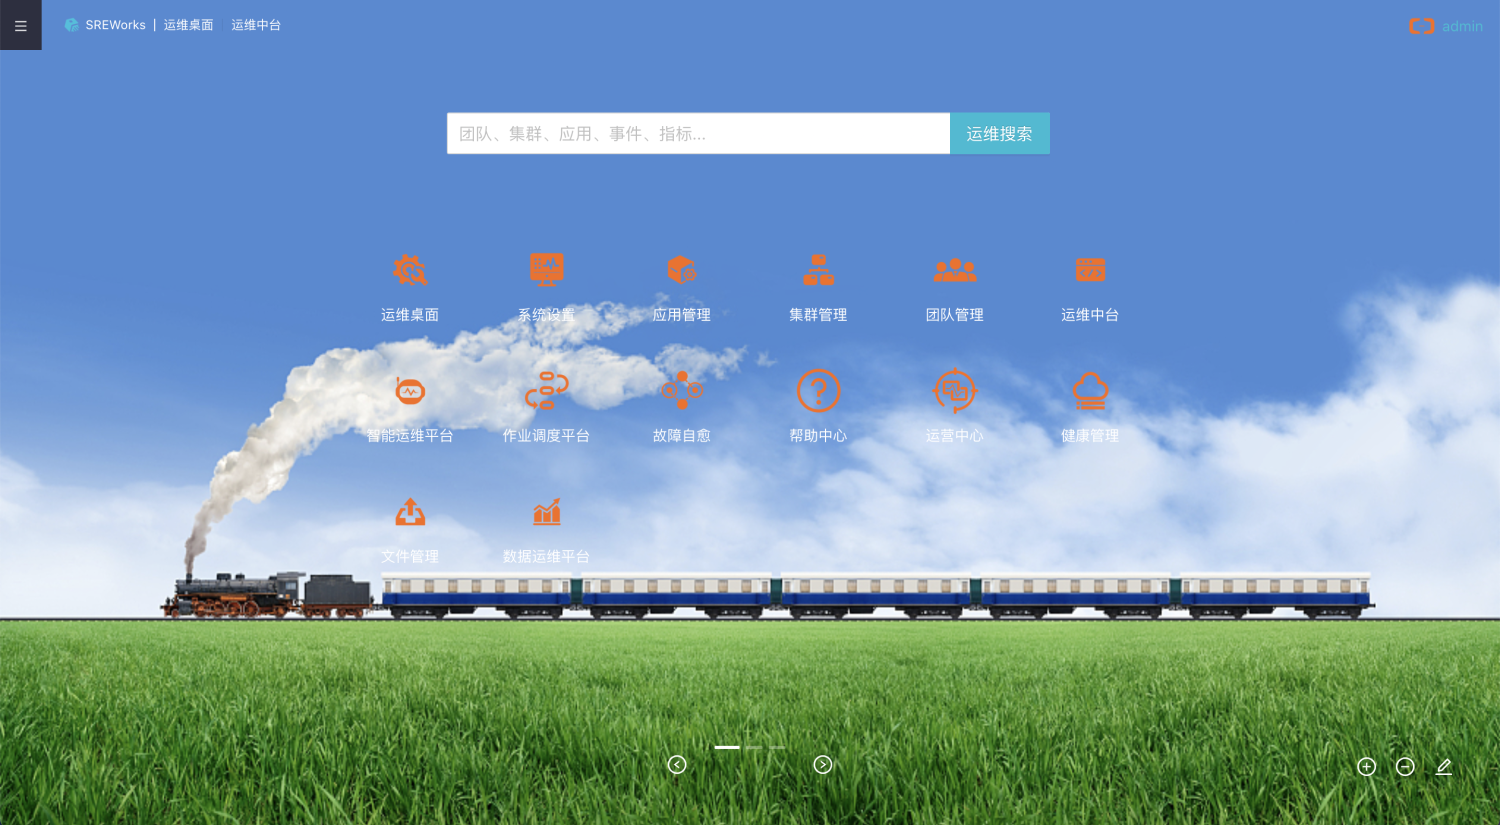 SREWorks | 运维桌面 运维中台
admin
团队、集群、应用、事件、指标...
运维搜索
运维桌面 系统设置 应用管理 集群管理 团队管理 运维中台
智能运维平台 作业调度平台 故障自愈 帮助中心 运营中心 健康管理
文件管理 数据运维平台